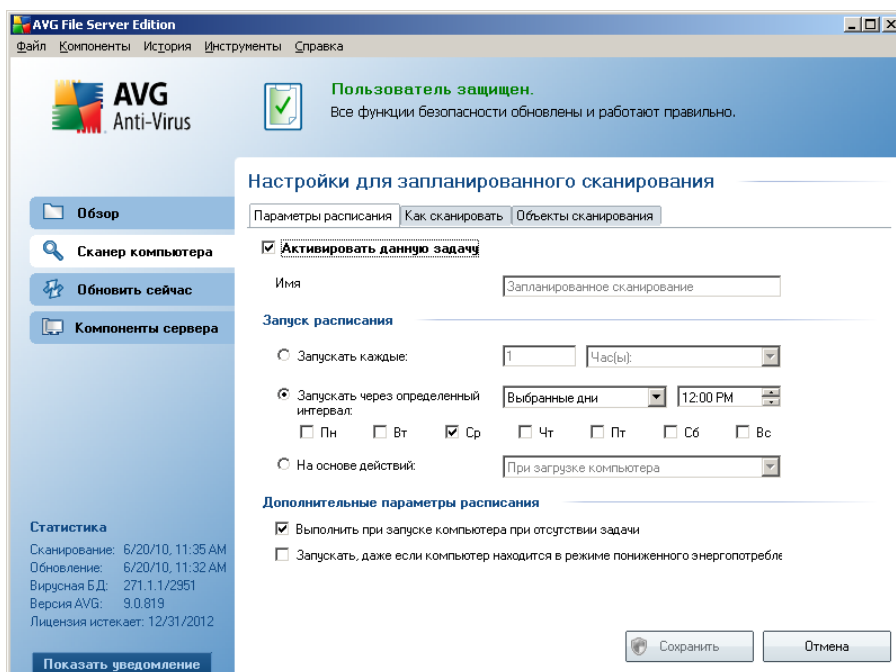 AVG File Server Edition
Файл Компоненты История Инструменты Справка
AVG
Anti-Virus
Пользователь защищен.
Все функции безопасности обновлены и работают правильно.
Обзор
Сканер компьютера
Обновить сейчас
Компоненты сервера
Настройки для запланированного сканирования
Параметры расписания Как сканировать Объекты сканирования
Активировать данную задачу
Имя Запланированное сканирование
Запуск расписания
Запускать каждые: 1 Час(ы):
Запускать через определенный
интервал: Выбранные дни 12:00 PM
Пн Вт Ср Чт Пт Сб Вс
На основе действий: При загрузке компьютера
Дополнительные параметры расписания
Выполнить при запуске компьютера при отсутствии задачи
Запускать, даже если компьютер находится в режиме пониженного энергопотребле
Статистика
Сканирование: 6/20/10, 11:35 AM
Обновление: 6/20/10, 11:32 AM
Вирусная БД: 271.1.1/2951
Версия AVG: 9.0.819
Лицензия истекает: 12/31/2012
Показать уведомление
Сохранить Отмена